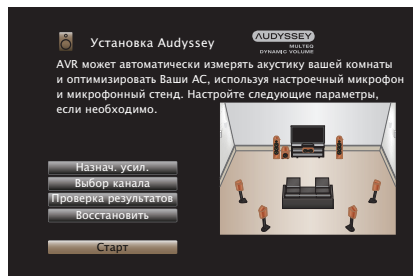 Установка Audyssey
AUDYSSEY
MULTEQ
DYNAMIC VOLUME
AVR может автоматически измерять акустику вашей комнаты
и оптимизировать Ваши АС, используя настроечный микрофон
и микрофонный стенд. Настройте следующие параметры,
если необходимо.
Назнач. усил.
Выбор канала
Проверка результатов
Восстановить
Старт